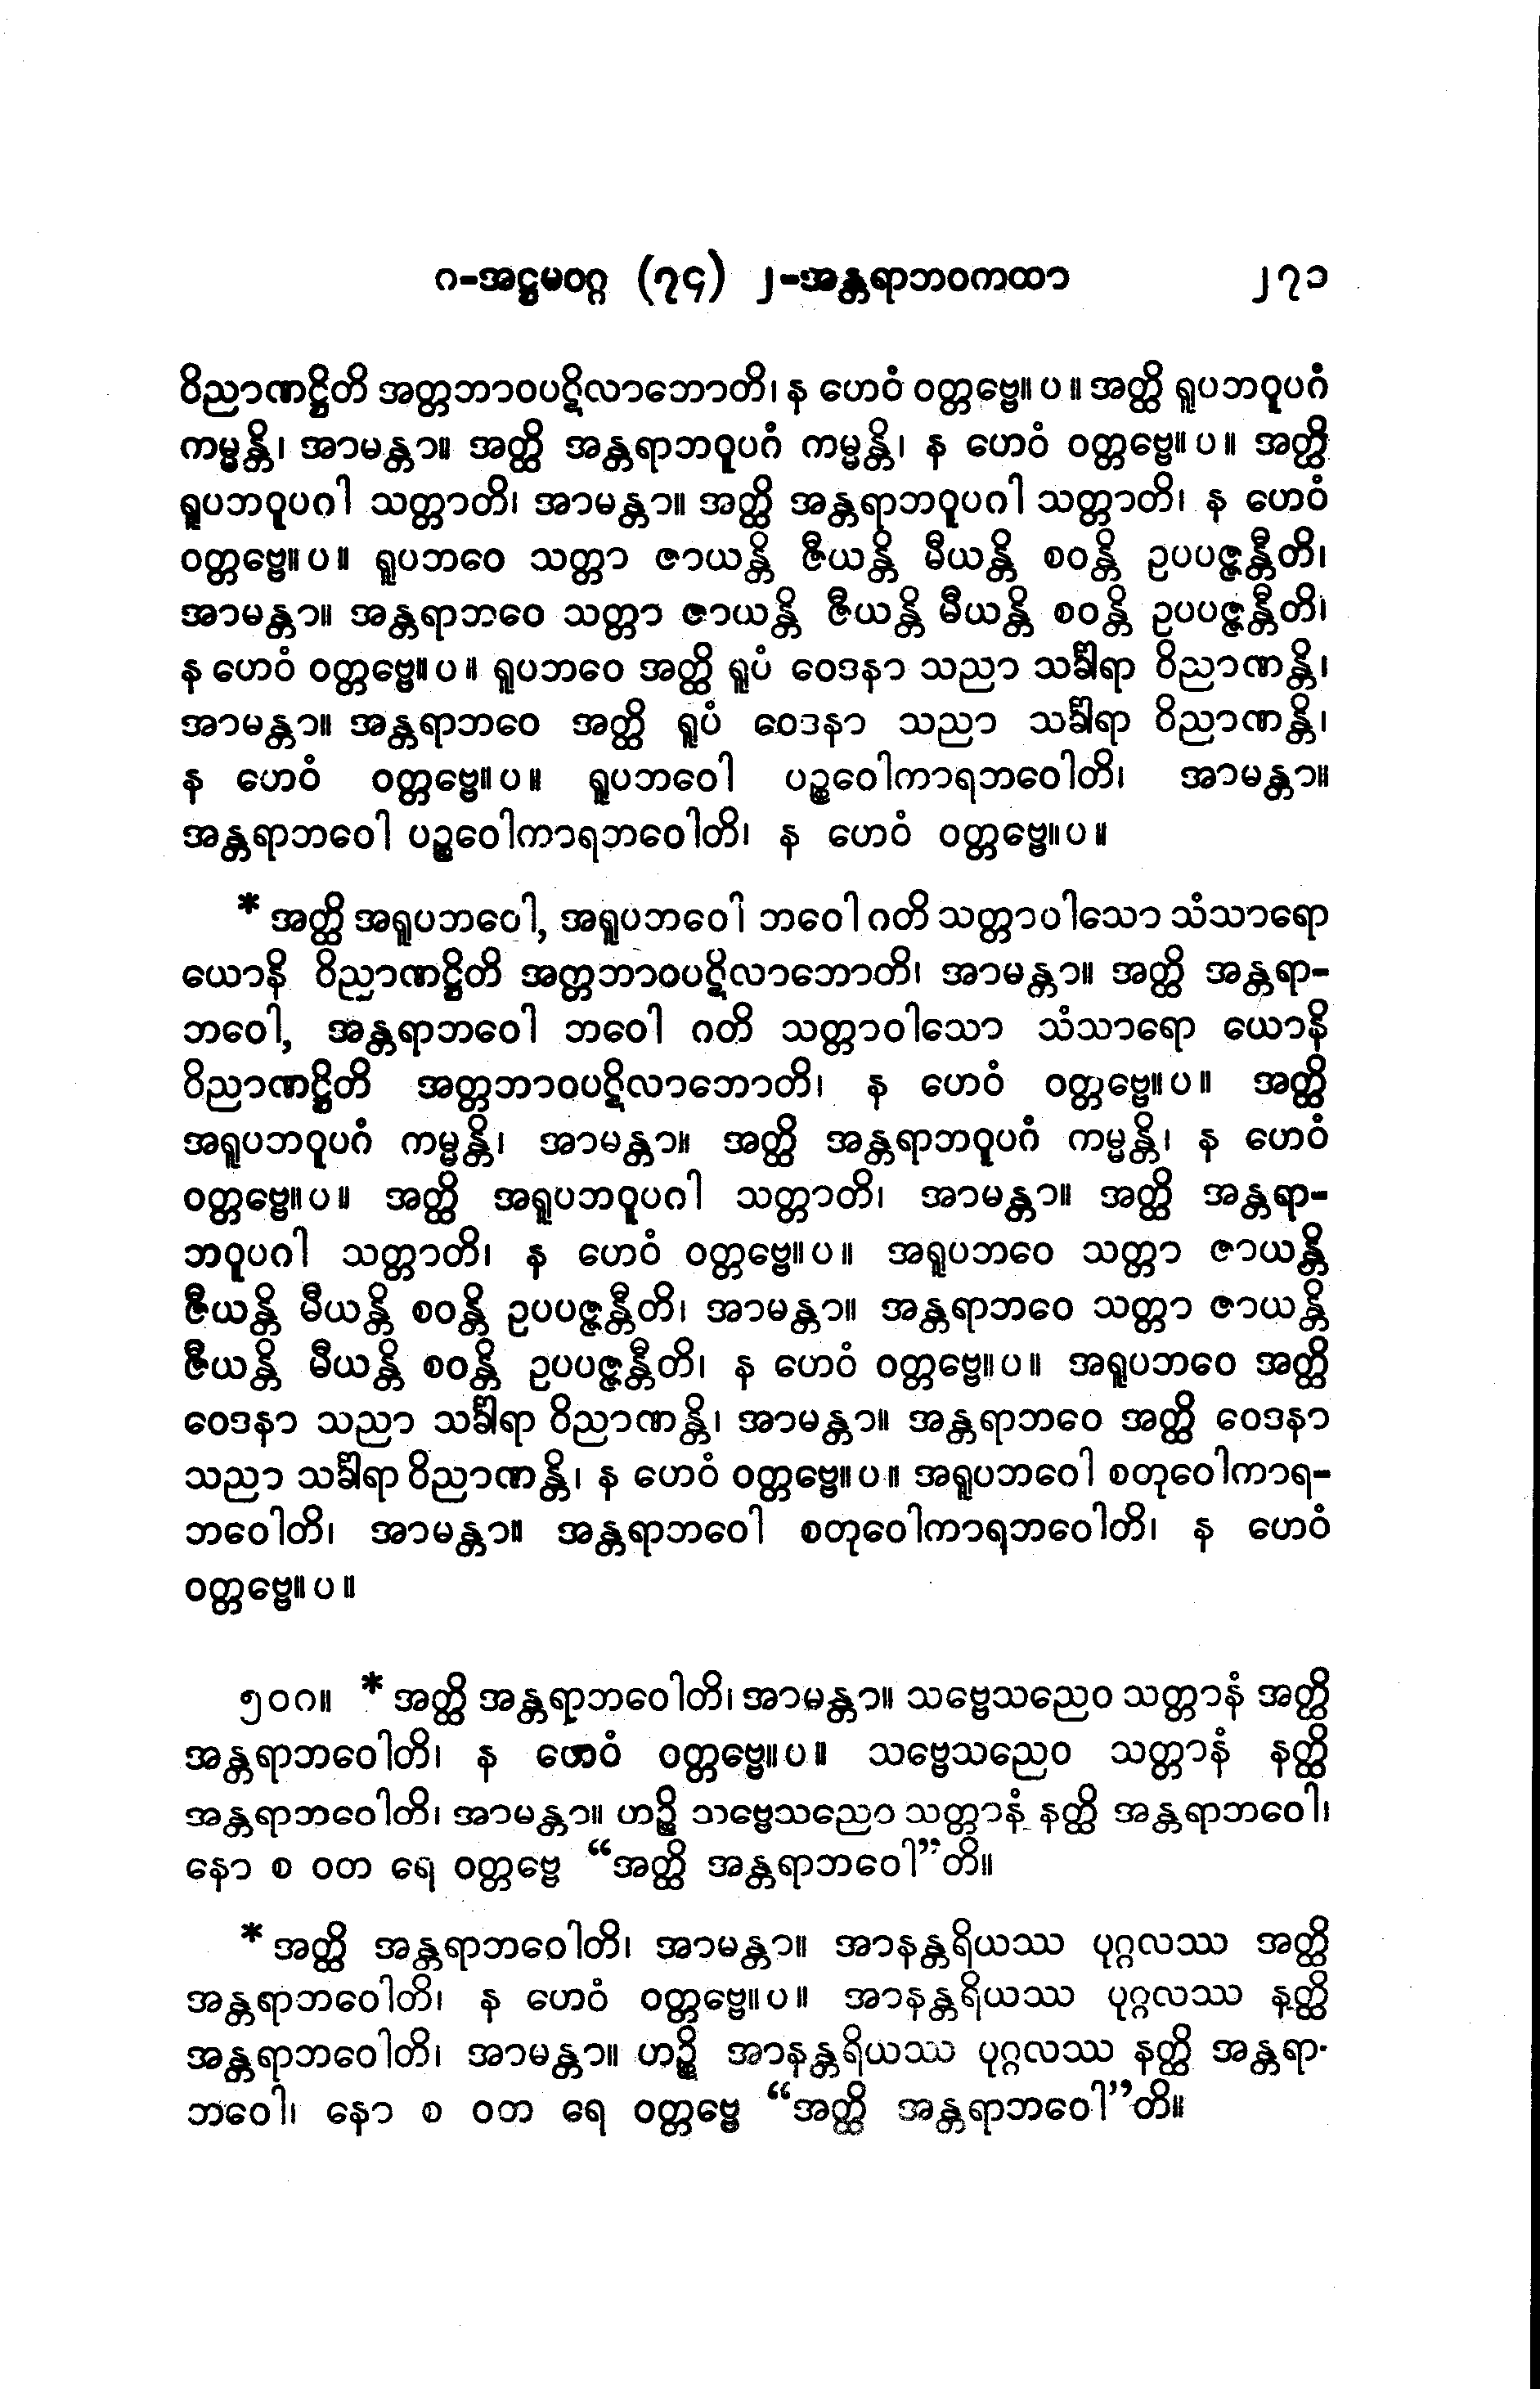 ၈-အဋ္ဌမဝဂ္ဂ (၇၄) ၂-အန္တရာဘဝကထာ ၂၇၁
ဝိညာဏဋ္ဌိတိ အတ္တဘာဝပဋိလာဘောတိ၊ န ဟေဝံ ဝတ္တဗ္ဗေ။ ပ ။ အတ္ထိ ရူပဘဝူပဂံ
ကမ္မန္တိ၊ အာမန္တာ။ အတ္ထိ အန္တရာဘဝူပဂံ ကမ္မန္တိ၊ န ဟေဝံ ဝတ္တဗ္ဗေ။ ပ ။ အတ္ထိ
ရူပဘဝူပဂါ သတ္တာတိ၊ အာမန္တာ။ အတ္ထိ အန္တရာဘဝူပဂါ သတ္တာတိ၊ န ဟေဝံ
ဝတ္တဗ္ဗေ။ ပ ။ ရူပဘဝေ သတ္တာ ဇာယန္တိ ဇီယန္တိ မီယန္တိ စဝန္တိ ဥပပဇ္ဇန္တီတိ၊
အာမန္တာ။ အန္တရာဘဝေ သတ္တာ ဇာယန္တိ ဇီယန္တိ မီယန္တိ စဝန္တိ ဥပပဇ္ဇန္တီတိ၊
န ဟေဝံ ဝတ္တဗ္ဗေ။ ပ ။ ရူပဘဝေ အတ္ထိ ရူပံ ဝေဒနာ သညာ သင်္ခါရာ ဝိညာဏန္တိ၊
အာမန္တာ။ အန္တရာဘဝေ အတ္ထိ ရူပံ ဝေဒနာ သညာ သင်္ခါရာ ဝိညာဏန္တိ၊
န ဟေဝံ ဝတ္တဗ္ဗေ။ ပ ။ ရူပဘဝေါ ပဉ္စဝေါကာရဘဝေါတိ၊ အာမန္တာ။
အန္တရာဘဝေါ ပဉ္စဝေါကာရဘဝေါတိ၊ န ဟေဝံ ဝတ္တဗ္ဗေ။ ပ ။
* အတ္ထိ အရူပဘဝေါ, အရူပဘဝေါ ဘဝေါ ဂတိ သတ္တာဝါသော သံသာရော
ယောနိ ဝိညာဏဋ္ဌိတိ အတ္တဘာဝပဋိလာဘောတိ၊ အာမန္တာ။ အတ္ထိ အန္တရာ-
ဘဝေါ, အန္တရာဘဝေါ ဘဝေါ ဂတိ သတ္တာဝါသော သံသာရော ယောနိ
ဝိညာဏဋ္ဌိတိ အတ္တဘာဝပဋိလာဘောတိ၊ န ဟေဝံ ဝတ္တဗ္ဗေ။ ပ ။ အတ္ထိ
အရူပဘဝူပဂံ ကမ္မန္တိ၊ အာမန္တာ။ အတ္ထိ အန္တရာဘဝူပဂံ ကမ္မန္တိ၊ န ဟေဝံ
ဝတ္တဗ္ဗေ။ ပ ။ အတ္ထိ အရူပဘဝူပဂါ သတ္တာတိ၊ အာမန္တာ။ အတ္ထိ အန္တရာ-
ဘဝူပဂါ သတ္တာတိ၊ န ဟေဝံ ဝတ္တဗ္ဗေ။ ပ ။ အရူပဘဝေ သတ္တာ ဇာယန္တိ
ဇီယန္တိ မီယန္တိ စဝန္တိ ဥပပဇ္ဇန္တီတိ၊ အာမန္တာ။ အန္တရာဘဝေ သတ္တာ ဇာယန္တိ
ဇီယန္တိ မီယန္တိ စဝန္တိ ဥပပဇ္ဇန္တီတိ၊ န ဟေဝံ ဝတ္တဗ္ဗေ။ ပ ။ အရူပဘဝေ အတ္ထိ
ဝေဒနာ သညာ သင်္ခါရာ ဝိညာဏန္တိ၊ အာမန္တာ။ အန္တရာဘဝေ အတ္ထိ ဝေဒနာ
သညာ သင်္ခါရာ ဝိညာဏန္တိ၊ န ဟေဝံ ဝတ္တဗ္ဗေ။ ပ ။ အရူပဘဝေါ စတုဝေါကာရ-
ဘဝေါတိ၊ အာမန္တာ။ အန္တရာဘဝေါ စတုဝေါကာရဘဝေါတိ၊ န ဟေဝံ
ဝတ္တဗ္ဗေ။ ပ ။
၅၀၈။ * အတ္ထိ အန္တရာဘဝေါတိ၊ အာမန္တာ။ သဗ္ဗေသညေဝ သတ္တာနံ အတ္ထိ
အန္တရာဘဝေါတိ၊ န ဟေဝံ ဝတ္တဗ္ဗေ။ ပ ။ သဗ္ဗေသညေဝ သတ္တာနံ နတ္ထိ
အန္တရာဘဝေါတိ၊ အာမန္တာ။ ဟဉ္စိ သဗ္ဗေသညေဝ သတ္တာနံ နတ္ထိ အန္တရာဘဝေါ၊
နော စ ဝတ ရေ ဝတ္တဗ္ဗေ “အတ္ထိ အန္တရာဘဝေါ”တိ။
* အတ္ထိ အန္တရာဘဝေါတိ၊ အာမန္တာ။ အာနန္တရိယဿ ပုဂ္ဂလဿ အတ္ထိ
အန္တရာဘဝေါတိ၊ န ဟေဝံ ဝတ္တဗ္ဗေ။ ပ ။ အာနန္တရိယဿ ပုဂ္ဂလဿ နတ္ထိ
အန္တရာဘဝေါတိ၊ အာမန္တာ။ ဟဉ္စိ အာနန္တရိယဿ ပုဂ္ဂလဿ နတ္ထိ အန္တရာ-
ဘဝေါ၊ နော စ ဝတ ရေ ဝတ္တဗ္ဗေ “အတ္ထိ အန္တရာဘဝေါ”တိ။